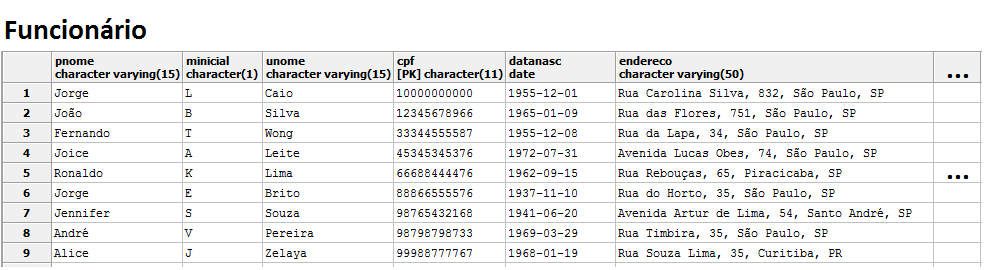 Funcionário
pnome minicial unome cpf datanasc endereco
character varying(15) character(1) character varying(15) [PK] character(11) date character varying(50) ...
1 Jorge L Caio 10000000000 1955-12-01 Rua Carolina Silva, 832, São Paulo, SP
2 João B Silva 12345678966 1965-01-09 Rua das Flores, 751, São Paulo, SP
3 Fernando T Wong 33344555587 1955-12-08 Rua da Lapa, 34, São Paulo, SP
4 Joice A Leite 45345345376 1972-07-31 Avenida Lucas Obes, 74, São Paulo, SP
5 Ronaldo K Lima 66688444476 1962-09-15 Rua Rebouças, 65, Piracicaba, SP ...
6 Jorge E Brito 88866555576 1937-11-10 Rua do Horto, 35, São Paulo, SP
7 Jennifer S Souza 98765432168 1941-06-20 Avenida Artur de Lima, 54, Santo André, SP
8 André V Pereira 98798798733 1969-03-29 Rua Timbira, 35, São Paulo, SP
9 Alice J Zelaya 99988777767 1968-01-19 Rua Souza Lima, 35, Curitiba, PR